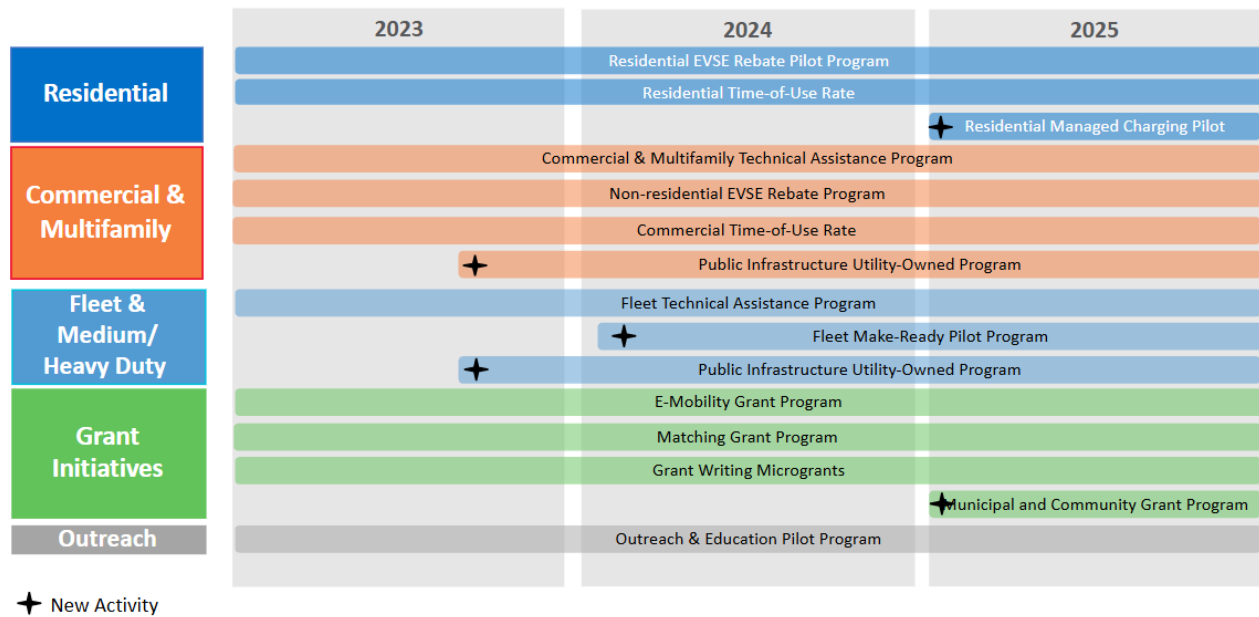 2023
2024
2025
Residential
Residential EVSE Rebate Pilot Program
Residential Time-of-Use Rate
Residential Managed Charging Pilot
Commercial &
Multifamily
Commercial & Multifamily Technical Assistance Program
Non-residential EVSE Rebate Program
Commercial Time-of-Use Rate
Public Infrastructure Utility-Owned Program
Fleet &
Medium/
Heavy Duty
Fleet Technical Assistance Program
Fleet Make-Ready Pilot Program
Public Infrastructure Utility-Owned Program
Grant
Initiatives
E-Mobility Grant Program
Matching Grant Program
Grant Writing Microgrants
Municipal and Community Grant Program
Outreach
Outreach & Education Pilot Program
New Activity